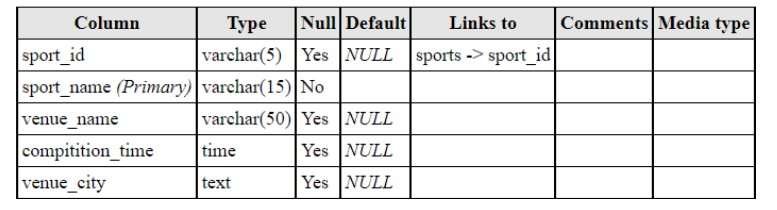 Column Type Null Default Links to Comments Media type
sport_id varchar(5) Yes NULL sports -> sport_id
sport_name (Primary) varchar(15) No
venue_name varchar(50) Yes NULL
compitition_time time Yes NULL
venue_city text Yes NULL